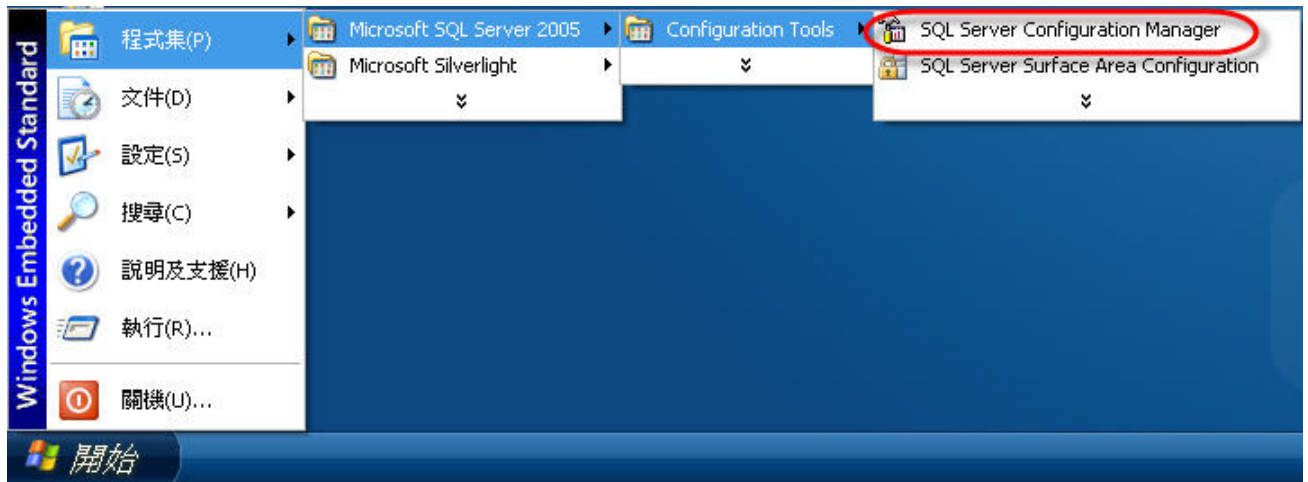 Windows Embedded Standard
程式集(P)
文件(D)
設定(S)
搜尋(C)
說明及支援(H)
執行(R)...
關機(U)...
Microsoft SQL Server 2005
Microsoft Silverlight
Configuration Tools
SQL Server Configuration Manager
SQL Server Surface Area Configuration
開始